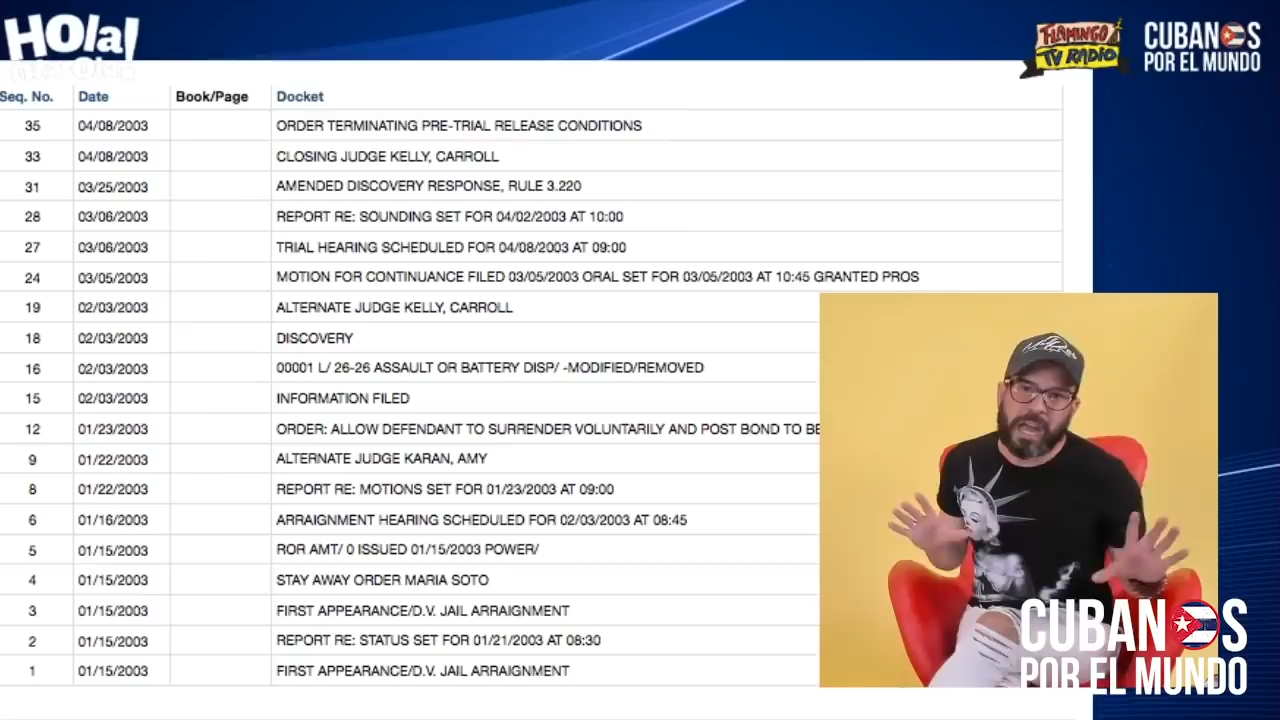 HOla!
FLAMINGO
TV RADIO
CUBANOS
POR EL MUNDO
Seq. No. Date Book/Page Docket
35 04/08/2003 ORDER TERMINATING PRE-TRIAL RELEASE CONDITIONS
33 04/08/2003 CLOSING JUDGE KELLY, CARROLL
31 03/25/2003 AMENDED DISCOVERY RESPONSE, RULE 3.220
28 03/06/2003 REPORT RE: SOUNDING SET FOR 04/02/2003 AT 10:00
27 03/06/2003 TRIAL HEARING SCHEDULED FOR 04/08/2003 AT 09:00
24 03/05/2003 MOTION FOR CONTINUANCE FILED 03/05/2003 ORAL SET FOR 03/05/2003 AT 10:45 GRANTED PROS
19 02/03/2003 ALTERNATE JUDGE KELLY, CARROLL
18 02/03/2003 DISCOVERY
16 02/03/2003 00001 L/ 26-26 ASSAULT OR BATTERY DISP/ -MODIFIED/REMOVED
15 02/03/2003 INFORMATION FILED
12 01/23/2003 ORDER: ALLOW DEFENDANT TO SURRENDER VOLUNTARILY AND POST BOND TO BE
9 01/22/2003 ALTERNATE JUDGE KARAN, AMY
8 01/22/2003 REPORT RE: MOTIONS SET FOR 01/23/2003 AT 09:00
6 01/16/2003 ARRAIGNMENT HEARING SCHEDULED FOR 02/03/2003 AT 08:45
5 01/15/2003 ROR AMT/ 0 ISSUED 01/15/2003 POWER/
4 01/15/2003 STAY AWAY ORDER MARIA SOTO
3 01/15/2003 FIRST APPEARANCE/D.V. JAIL ARRAIGNMENT
2 01/15/2003 REPORT RE: STATUS SET FOR 01/21/2003 AT 08:30
1 01/15/2003 FIRST APPEARANCE/D.V. JAIL ARRAIGNMENT
CUBANOS
POR EL MUNDO